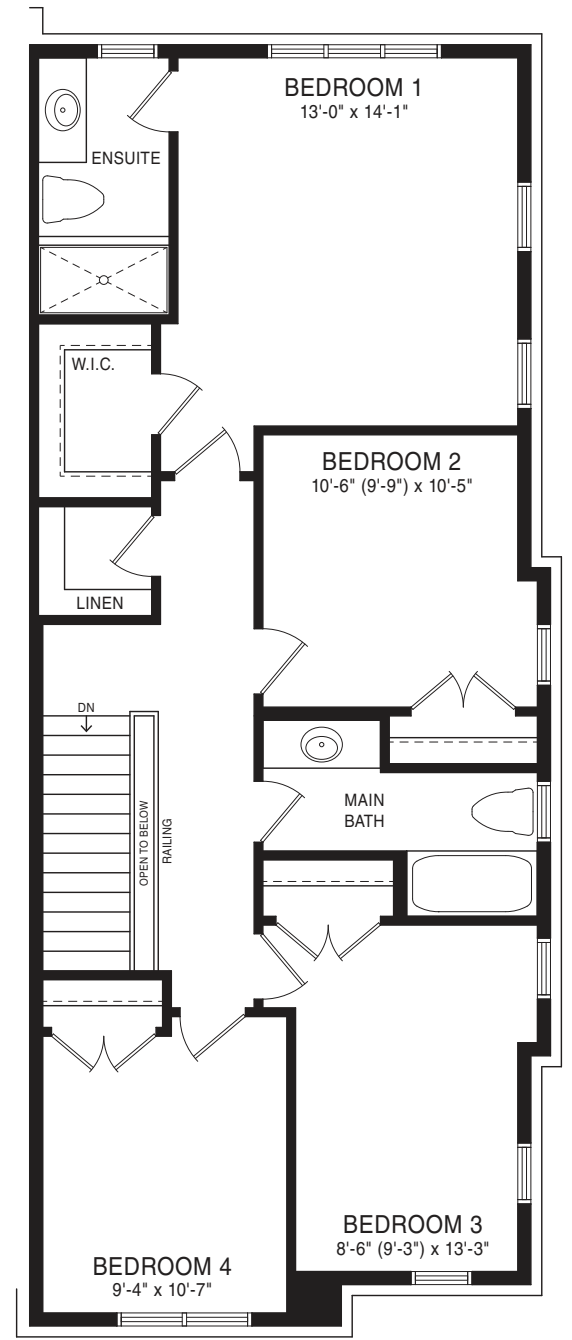 BEDROOM 1
13'-0" x 14'-1"
ENSUITE
W.I.C.
BEDROOM 2
10'-6" (9'-9") x 10'-5"
LINEN
DN
OPEN TO BELOW
RAILING
MAIN
BATH
BEDROOM 3
8'-6" (9'-3") x 13'-3"
BEDROOM 4
9'-4" x 10'-7"